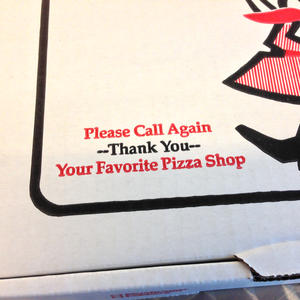 Please Call Again
--Thank You--
Your Favorite Pizza Shop